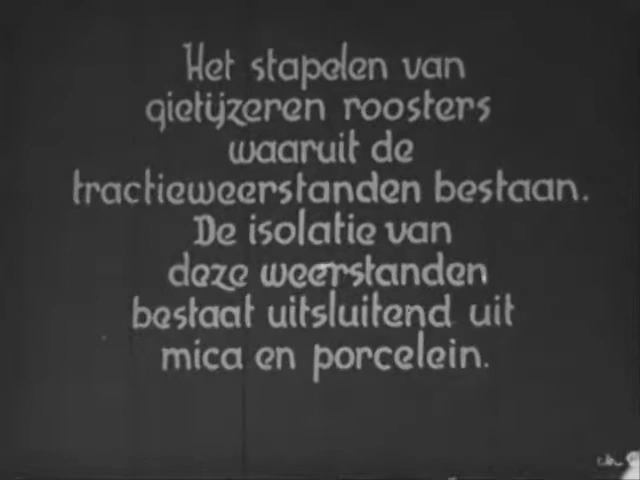 Het stapelen van
gietijzeren roosters
waaruit de
tractieweerstanden bestaan.
De isolatie van
deze weerstanden
bestaat uitsluitend uit
mica en porcelein.